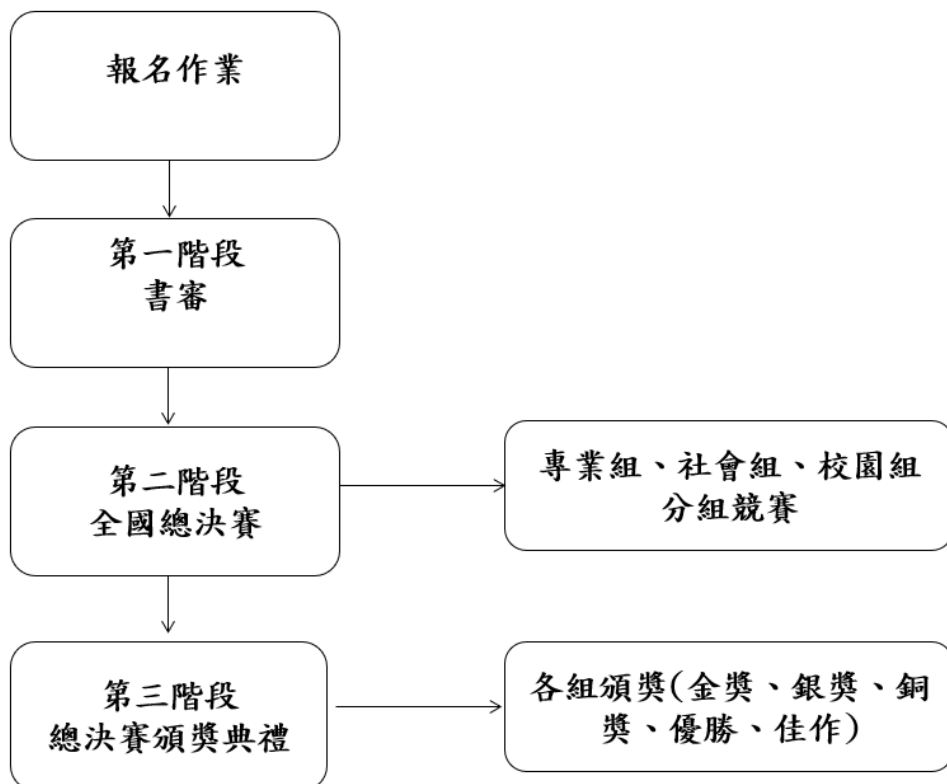 報名作業
第一階段
書審
第二階段
全國總決賽
專業組、社會組、校園組
分組競賽
第三階段
總決賽頒獎典禮
各組頒獎(金獎、銀獎、銅
獎、優勝、佳作)